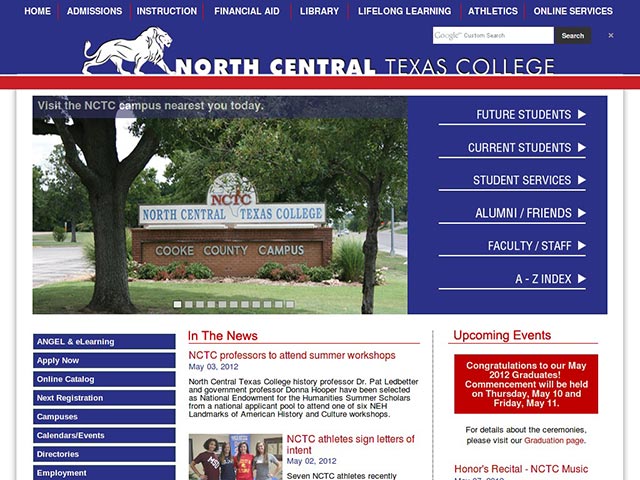 HOME ADMISSIONS INSTRUCTION FINANCIAL AID LIBRARY LIFELONG LEARNING ATHLETICS ONLINE SERVICES
Google Custom Search Search ×
NORTH CENTRAL TEXAS COLLEGE
Visit the NCTC campus nearest you today.
NCTC
NORTH CENTRAL TEXAS COLLEGE
COOKE COUNTY CAMPUS
FUTURE STUDENTS
CURRENT STUDENTS
STUDENT SERVICES
ALUMNI / FRIENDS
FACULTY / STAFF
A - Z INDEX
ANGEL & eLearning
Apply Now
Online Catalog
Next Registration
Campuses
Calendars/Events
Directories
Employment
In The News
NCTC professors to attend summer workshops
May 03, 2012
North Central Texas College history professor Dr. Pat Ledbetter
and government professor Donna Hooper have been selected
as National Endowment for the Humanities Summer Scholars
from a national applicant pool to attend one of six NEH
Landmarks of American History and Culture workshops.
NCTC athletes sign letters of
intent
May 02, 2012
Seven NCTC athletes recently
Upcoming Events
Congratulations to our May
2012 Graduates!
Commencement will be held
on Thursday, May 10 and
Friday, May 11.
For details about the ceremonies,
please visit our Graduation page.
Honor's Recital - NCTC Music